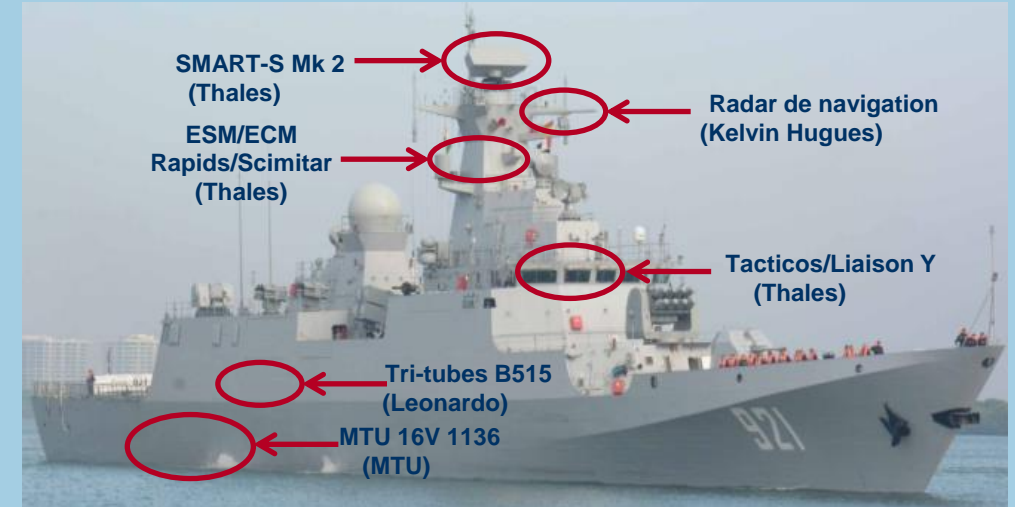 SMART-S Mk 2
(Thales)
Radar de navigation
(Kelvin Hugues)
ESM/ECM
Rapids/Scimitar
(Thales)
Tacticos/Liaison Y
(Thales)
Tri-tubes B515
(Leonardo)
MTU 16V 1136
(MTU)
921